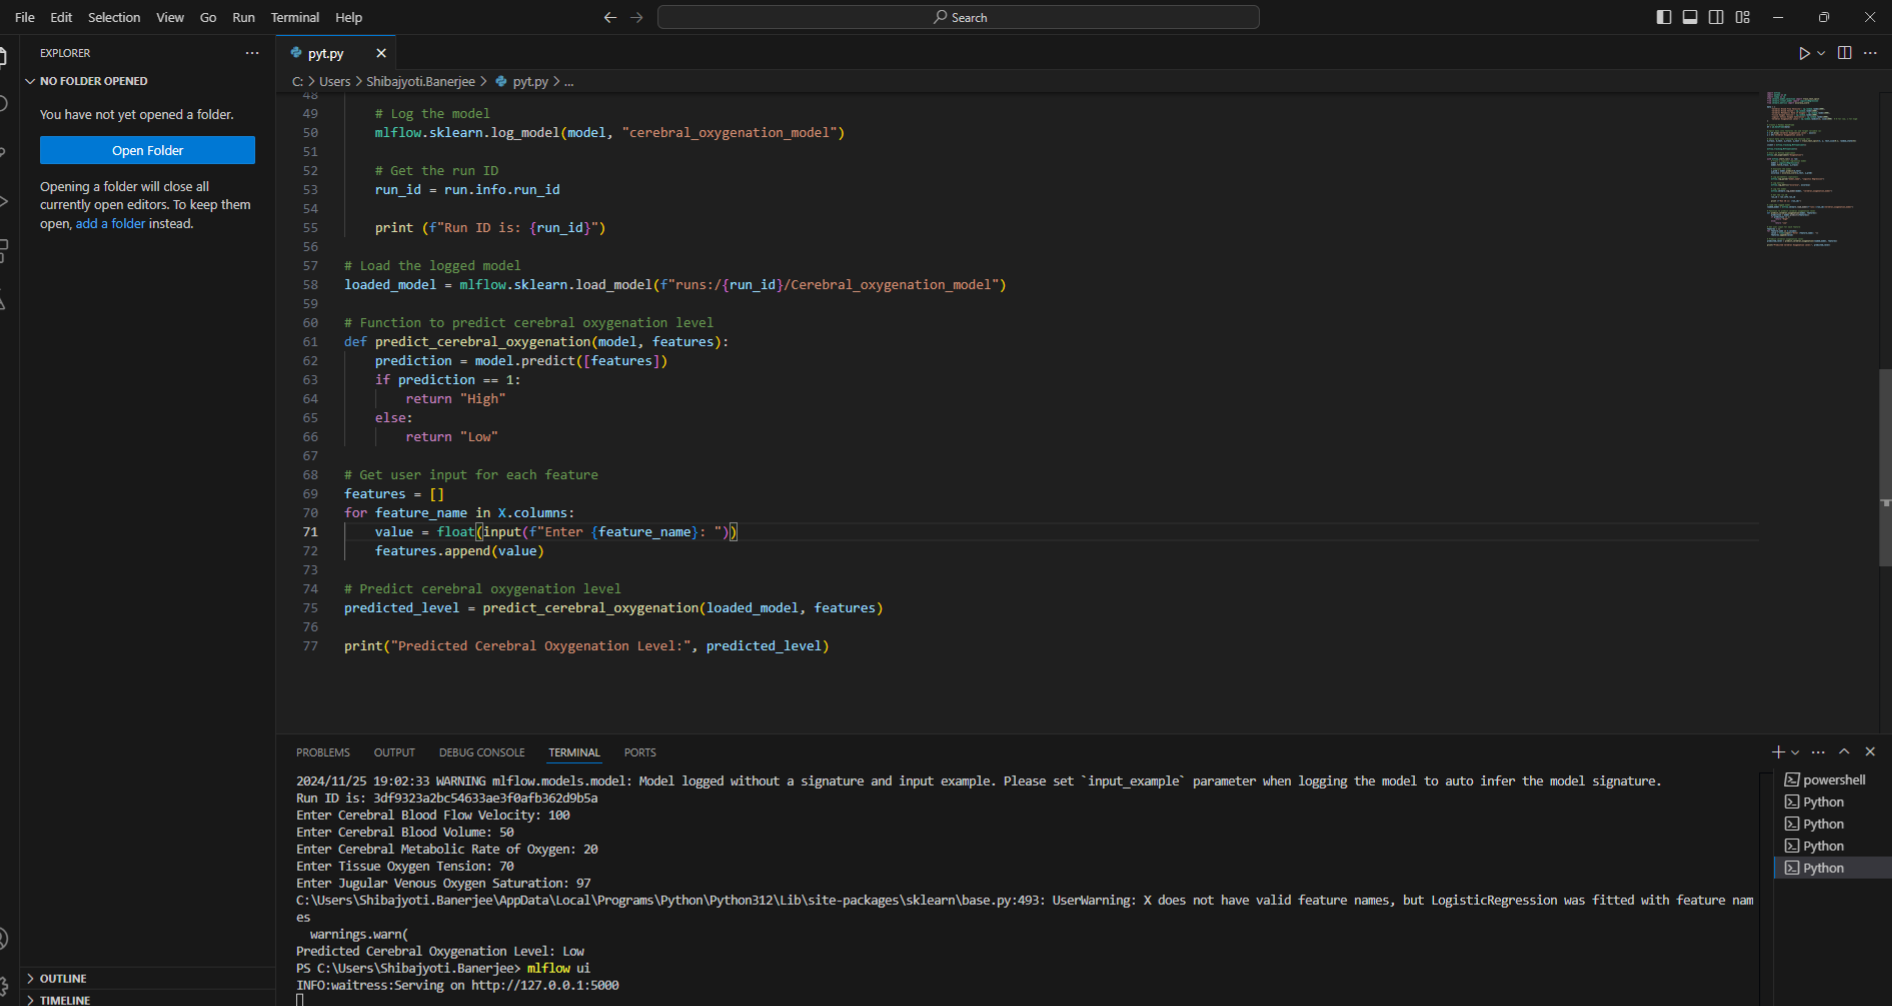 File Edit Selection View Go Run Terminal Help
Search
EXPLORER
pyt.py
C: > Users > Shibajyoti.Banerjee > pyt.py > ...
NO FOLDER OPENED
You have not yet opened a folder.
Open Folder
Opening a folder will close all
currently open editors. To keep them
open, add a folder instead.
48
49 # Log the model
50 mlflow.sklearn.log_model(model, "cerebral_oxygenation_model")
51
52 # Get the run ID
53 run_id = run.info.run_id
54
55 print (f"Run ID is: {run_id}")
56
57 # Load the logged model
58 loaded_model = mlflow.sklearn.load_model(f"runs:/{run_id}/Cerebral_oxygenation_model")
59
60 # Function to predict cerebral oxygenation level
61 def predict_cerebral_oxygenation(model, features):
62 prediction = model.predict([features])
63 if prediction == 1:
64 return "High"
65 else:
66 return "Low"
67
68 # Get user input for each feature
69 features = []
70 for feature_name in X.columns:
71 value = float(input(f"Enter {feature_name}: "))
72 features.append(value)
73
74 # Predict cerebral oxygenation level
75 predicted_level = predict_cerebral_oxygenation(loaded_model, features)
76
77 print("Predicted Cerebral Oxygenation Level:", predicted_level)
PROBLEMS OUTPUT DEBUG CONSOLE TERMINAL PORTS
2024/11/25 19:02:33 WARNING mlflow.models.model: Model logged without a signature and input example. Please set `input_example` parameter when logging the model to auto infer the model signature.
Run ID is: 3df9323a2bc54633ae3f0afb362d9b5a
Enter Cerebral Blood Flow Velocity: 100
Enter Cerebral Blood Volume: 50
Enter Cerebral Metabolic Rate of Oxygen: 20
Enter Tissue Oxygen Tension: 70
Enter Jugular Venous Oxygen Saturation: 97
C:\Users\Shibajyoti.Banerjee\AppData\Local\Programs\Python\Python312\Lib\site-packages\sklearn\base.py:493: UserWarning: X does not have valid feature names, but LogisticRegression was fitted with feature nam
es
warnings.warn(
Predicted Cerebral Oxygenation Level: Low
PS C:\Users\Shibajyoti.Banerjee> mlflow ui
INFO:waitress:Serving on http://127.0.0.1:5000
powershell
Python
Python
Python
Python
OUTLINE
TIMELINE